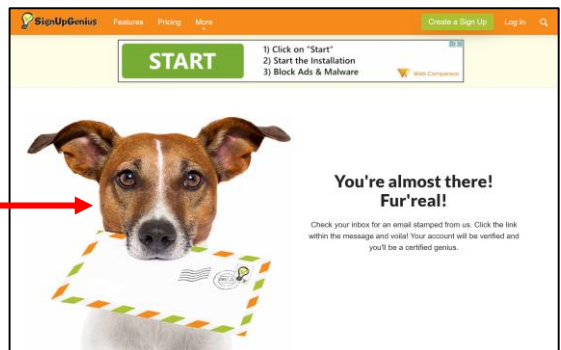 SignUpGenius Features Pricing More Create a Sign Up Log In
START
1) Click on "Start"
2) Start the Installation
3) Block Ads & Malware
Web Companion
You're almost there!
Fur'real!
Check your inbox for an email stamped from us. Click the link
within the message and voila! Your account will be verified and
you'll be a certified genius.